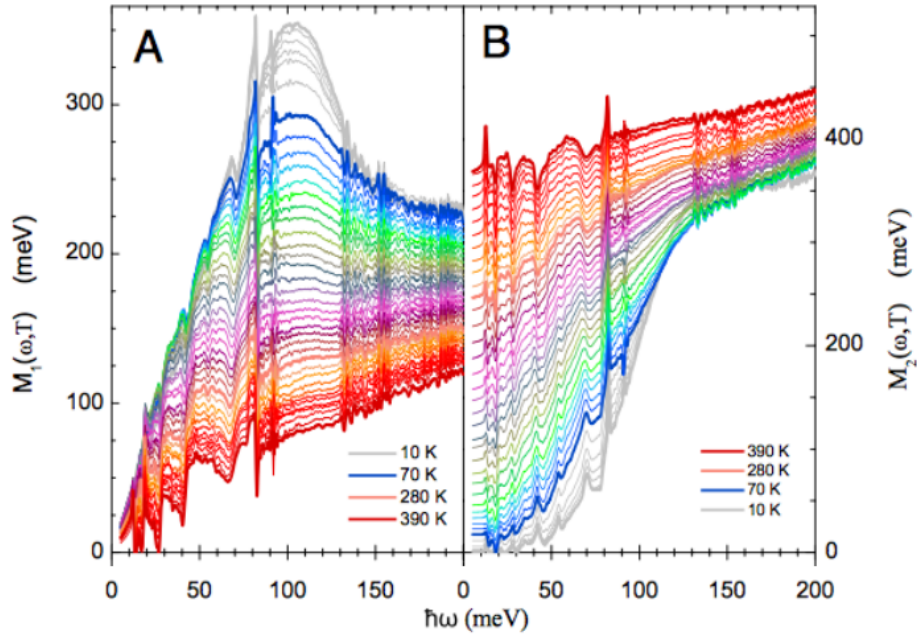 A
B
M₁(ω,T) (meV)
300
200
100
0
10 K
70 K
280 K
390 K
390 K
280 K
70 K
10 K
400
200
0
M₂(ω,T) (meV)
0 50 100 150 0 50 100 150 200
ħω (meV)